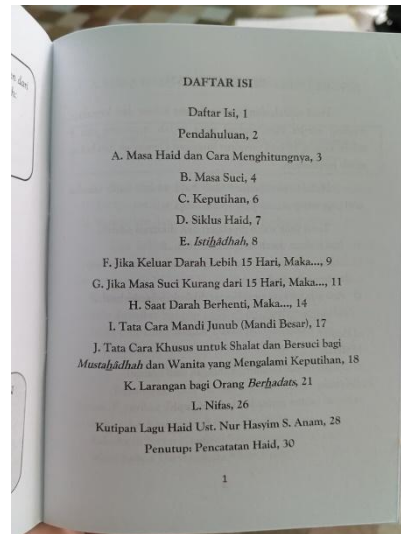 n dari
h:
DAFTAR ISI
Daftar Isi, 1
Pendahuluan, 2
A. Masa Haid dan Cara Menghitungnya, 3
B. Masa Suci, 4
C. Keputihan, 6
D. Siklus Haid, 7
E. Istiḫâdhah, 8
F. Jika Keluar Darah Lebih 15 Hari, Maka..., 9
G. Jika Masa Suci Kurang dari 15 Hari, Maka..., 11
H. Saat Darah Berhenti, Maka..., 14
I. Tata Cara Mandi Junub (Mandi Besar), 17
J. Tata Cara Khusus untuk Shalat dan Bersuci bagi
Mustaḫâdhah dan Wanita yang Mengalami Keputihan, 18
K. Larangan bagi Orang Berḫadats, 21
L. Nifas, 26
Kutipan Lagu Haid Ust. Nur Hasyim S. Anam, 28
Penutup: Pencatatan Haid, 30
1